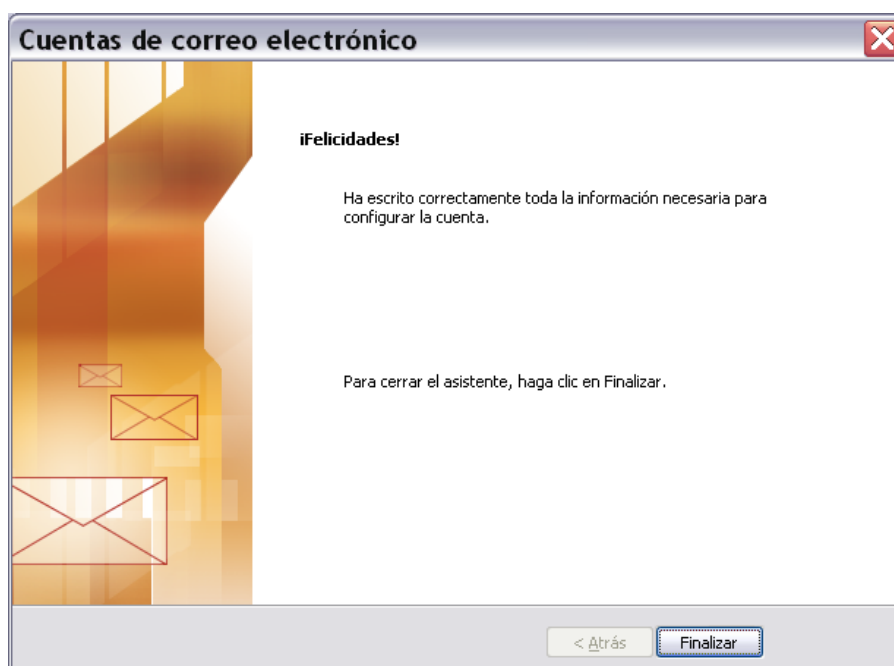 Cuentas de correo electrónico
¡Felicidades!
Ha escrito correctamente toda la información necesaria para
configurar la cuenta.
Para cerrar el asistente, haga clic en Finalizar.
< Atrás
Finalizar